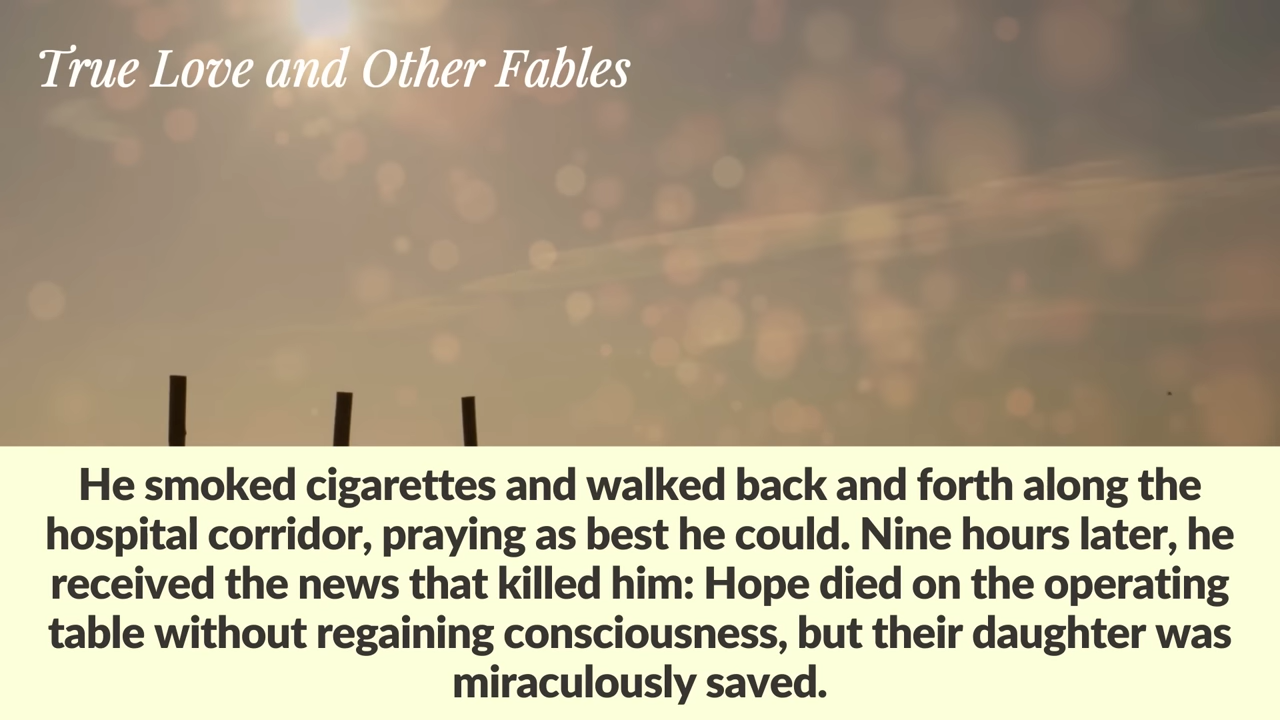 True Love and Other Fables
He smoked cigarettes and walked back and forth along the
hospital corridor, praying as best he could. Nine hours later, he
received the news that killed him: Hope died on the operating
table without regaining consciousness, but their daughter was
miraculously saved.